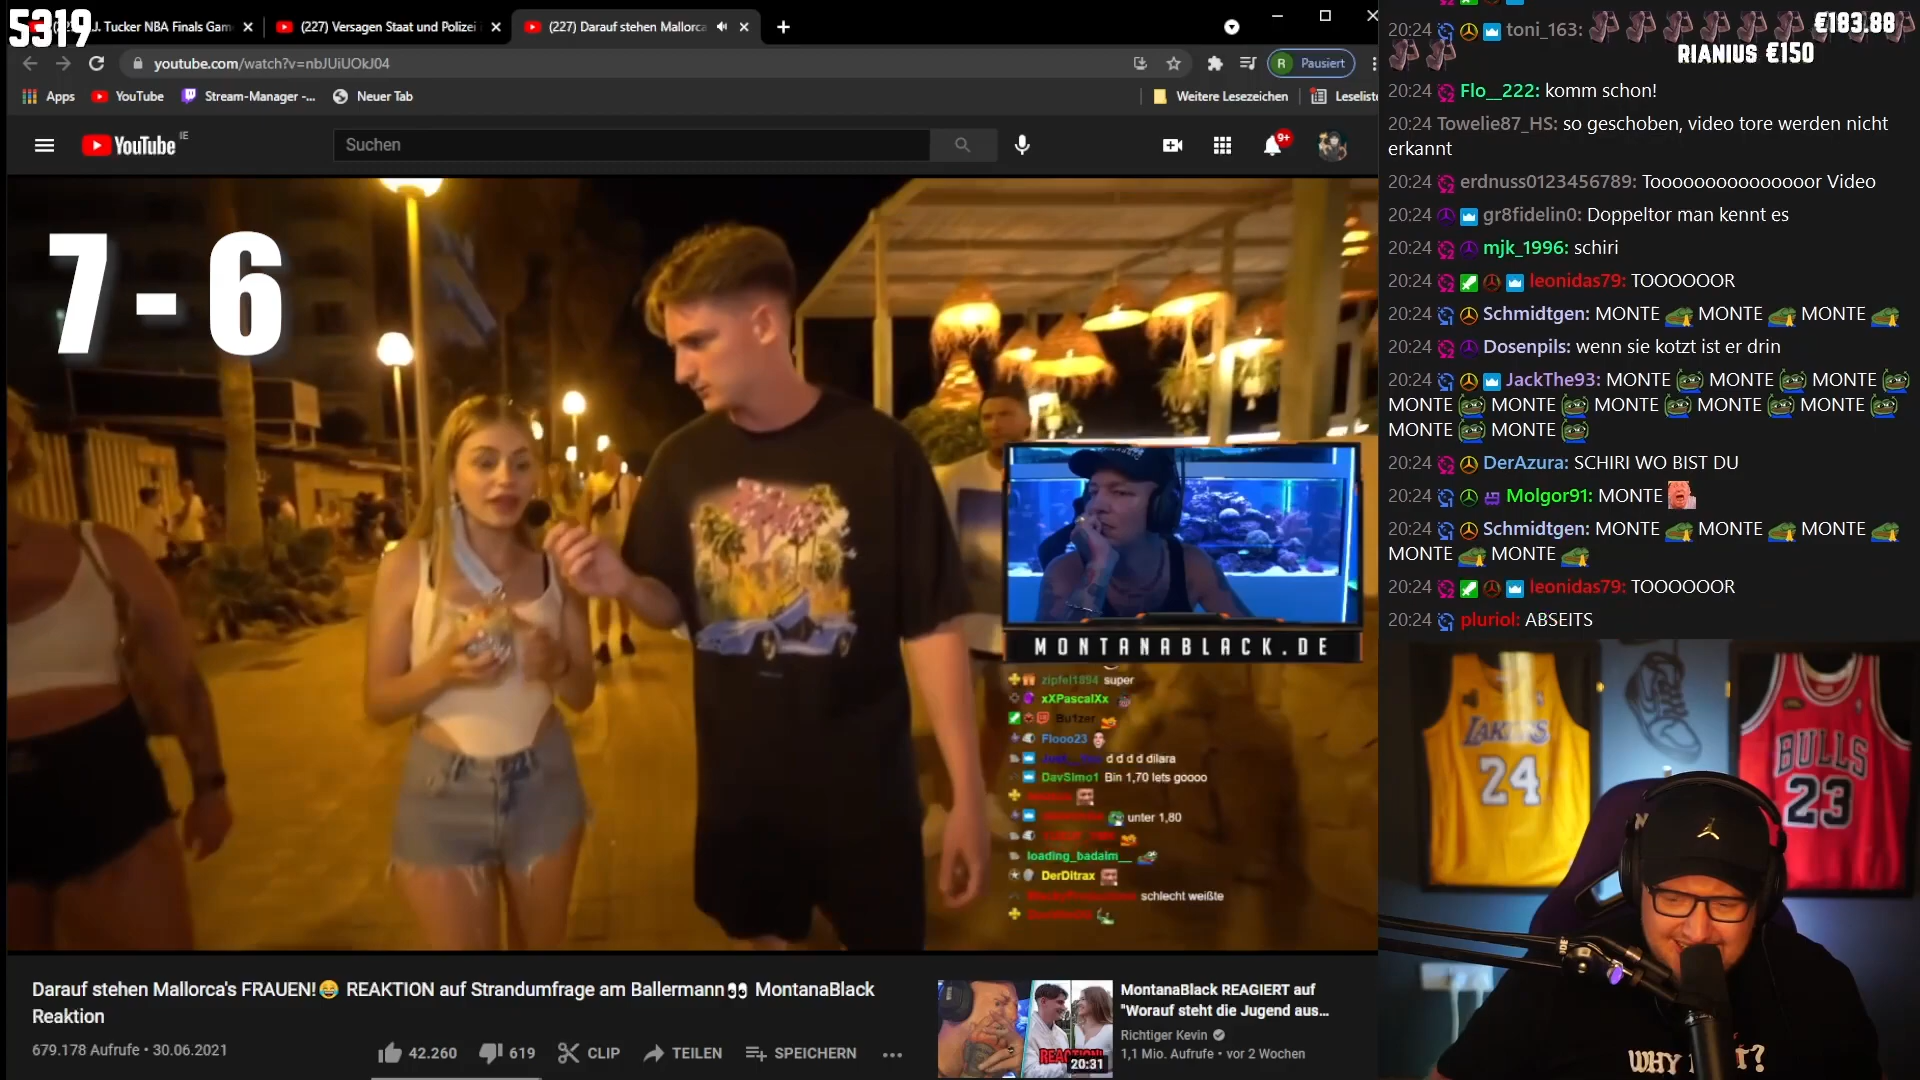 5319
J. Tucker NBA Finals Gam
(227) Versagen Staat und Polizei
(227) Darauf stehen Mallorca
youtube.com/watch?v=nbJUiUOkJ04
R Pausiert
Apps
YouTube
Stream-Manager -...
Neuer Tab
Weitere Lesezeichen
Leseliste
YouTube IE
Suchen
9+
7 - 6
MONTANABLACK.DE
zipfel1894 super
xXPascalXx
Bu1zer
Flooo23
d d d d dilara
DavSimo1 Bin 1,70 lets goooo
unter 1,80
loading_badaim__
DerDitrax
schlecht weißte
Darauf stehen Mallorca's FRAUEN!😂 REAKTION auf Strandumfrage am Ballermann👀 MontanaBlack
Reaktion
679.178 Aufrufe • 30.06.2021
42.260
619
CLIP
TEILEN
SPEICHERN
MontanaBlack REAGIERT auf
"Worauf steht die Jugend aus...
Richtiger Kevin
1,1 Mio. Aufrufe • vor 2 Wochen
20:31
20:24 toni_163:
€183.88
RIANIUS €150
20:24 Flo__222: komm schon!
20:24 Towelie87_HS: so geschoben, video tore werden nicht
erkannt
20:24 erdnuss0123456789: Tooooooooooooooor Video
20:24 gr8fidelin0: Doppeltor man kennt es
20:24 mjk_1996: schiri
20:24 leonidas79: TOOOOOOR
20:24 Schmidtgen: MONTE MONTE MONTE
20:24 Dosenpils: wenn sie kotzt ist er drin
20:24 JackThe93: MONTE MONTE MONTE
MONTE MONTE MONTE MONTE MONTE
MONTE MONTE
20:24 DerAzura: SCHIRI WO BIST DU
20:24 Molgor91: MONTE
20:24 Schmidtgen: MONTE MONTE MONTE
MONTE MONTE
20:24 leonidas79: TOOOOOOR
20:24 pluriol: ABSEITS
LAKERS
24
BULLS
23
WHY